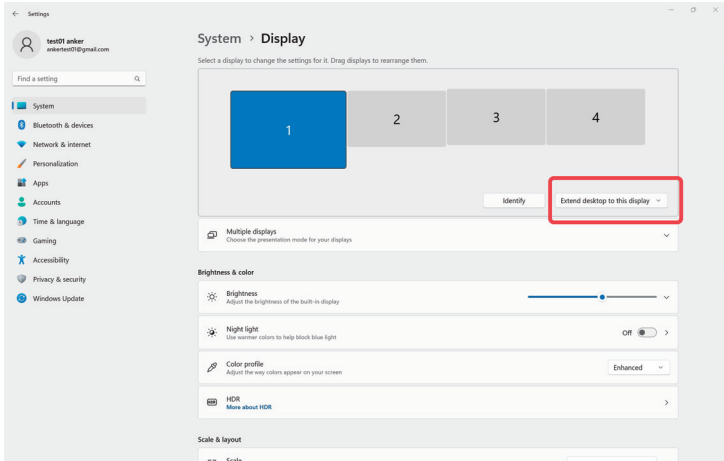 Settings
test01 anker
ankertest01@gmail.com
Find a setting
System
Bluetooth & devices
Network & internet
Personalization
Apps
Accounts
Time & language
Gaming
Accessibility
Privacy & security
Windows Update
System > Display
Select a display to change the settings for it. Drag displays to rearrange them.
1
2
3
4
Identify
Extend desktop to this display
Multiple displays
Choose the presentation mode for your displays
Brightness & color
Brightness
Adjust the brightness of the built-in display
Night light
Use warmer colors to help block blue light
Off
Color profile
Adjust the way colors appear on your screen
Enhanced
HDR
HDR
More about HDR
Scale & layout
Scale